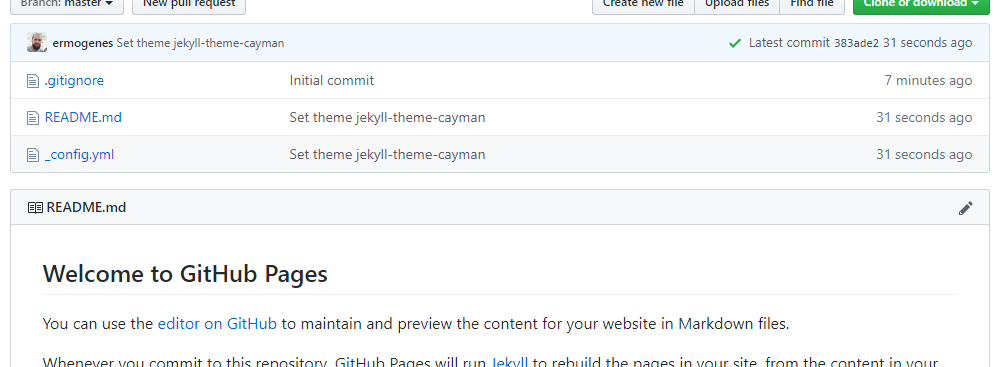 Branch: master New pull request Create new file Upload files Find file Clone or download
ermogenes Set theme jekyll-theme-cayman Latest commit 383ade2 31 seconds ago
.gitignore Initial commit 7 minutes ago
README.md Set theme jekyll-theme-cayman 31 seconds ago
_config.yml Set theme jekyll-theme-cayman 31 seconds ago
README.md
Welcome to GitHub Pages
You can use the editor on GitHub to maintain and preview the content for your website in Markdown files.
Whenever you commit to this repository, GitHub Pages will run Jekyll to rebuild the pages in your site, from the content in your